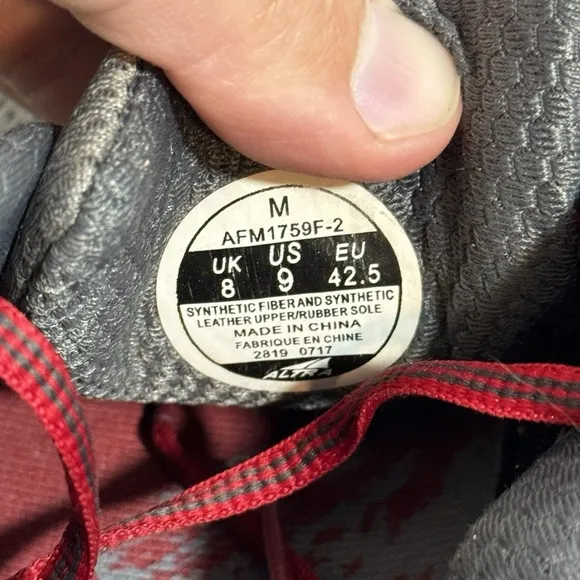 M
AFM1759F-2
UK US EU
8 9 42.5
SYNTHETIC FIBER AND SYNTHETIC
LEATHER UPPER/RUBBER SOLE
MADE IN CHINA
FABRIQUE EN CHINE
2819 0717
ALTRA